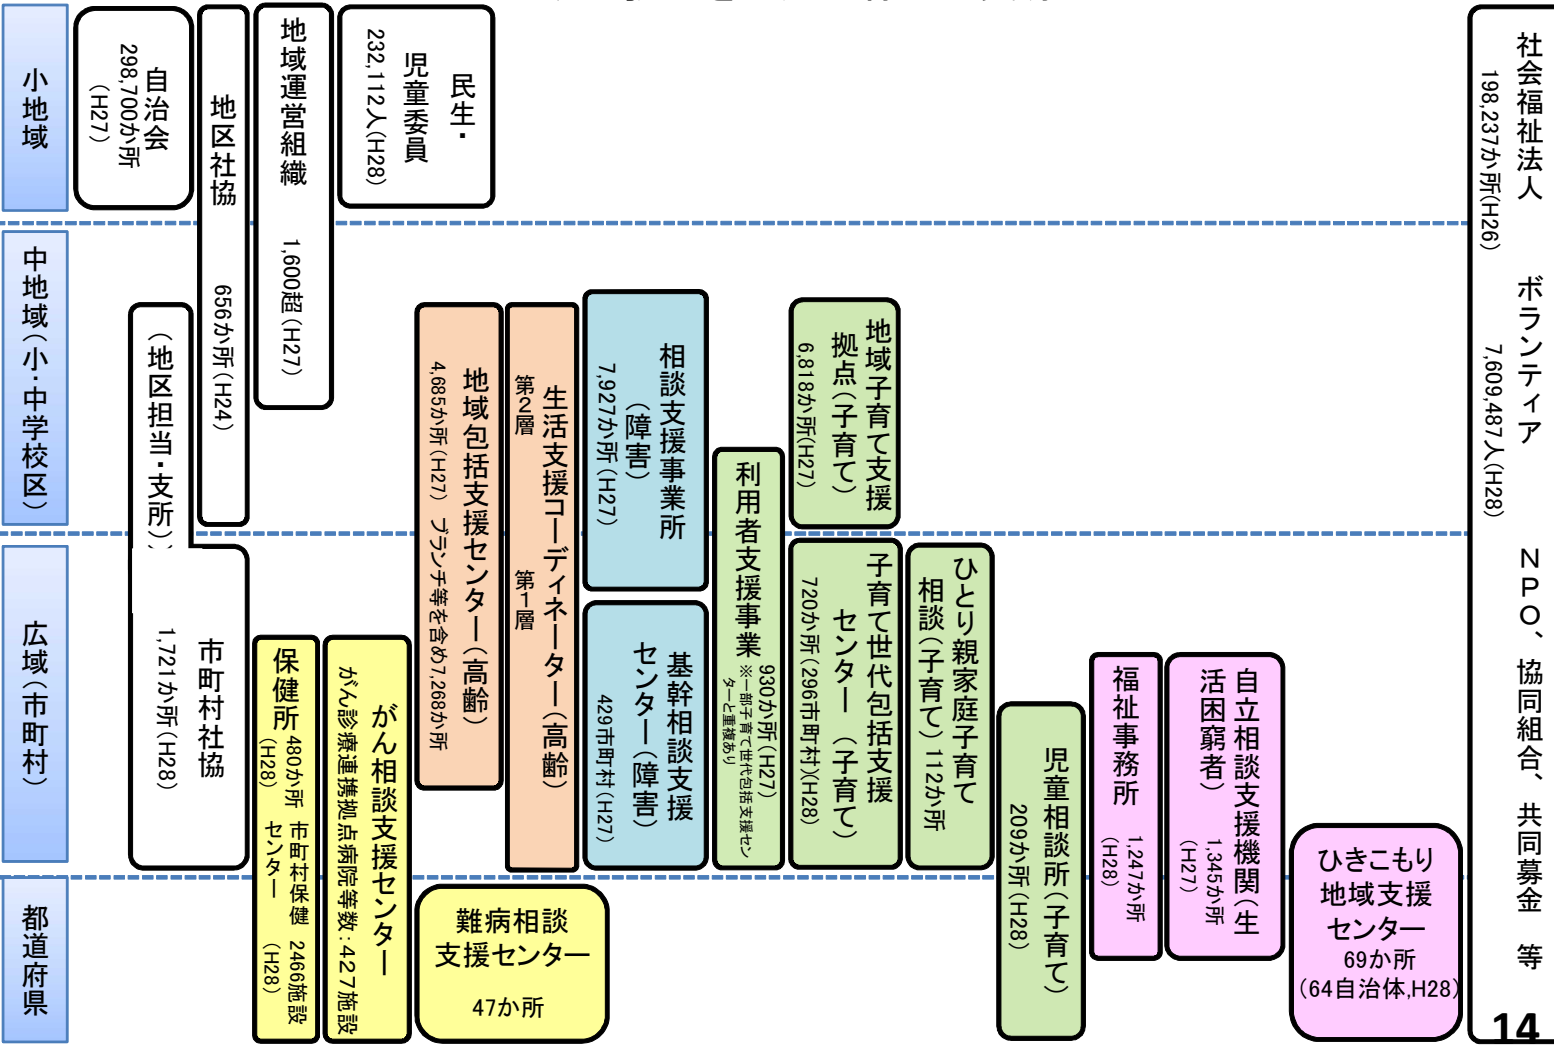 小地域
中地域（小・中学校区）
広域（市町村）
都道府県
自治会
298,700か所
(H27)
地区社協　656か所(H24)
地域運営組織　1,600超(H27)
民生・
児童委員
232,112人(H28)
（地区担当・支所）
市町村社協
1,721か所(H28)
保健所　480か所
(H28)
市町村保健
センター　2466施設
(H28)
がん相談支援センター
がん診療連携拠点病院等数：427施設
地域包括支援センター（高齢）
4,685か所(H27)　ブランチ等を含め7,268か所
生活支援コーディネーター（高齢）
第2層　第1層
難病相談
支援センター
47か所
相談支援事業所
（障害）
7,927か所(H27)
基幹相談支援
センター（障害）
429市町村(H27)
利用者支援事業
930か所(H27)
※一部子育て世代包括支援セン
ターと重複あり
地域子育て支援
拠点（子育て）
6,818か所(H27)
子育て世代包括支援
センター　（子育て）
720か所(296市町村)(H28)
ひとり親家庭子育て
相談（子育て）112か所
児童相談所（子育て）
209か所(H28)
福祉事務所
1,247か所
(H28)
自立相談支援機関（生
活困窮者）　1,345か所
(H27)
ひきこもり
地域支援
センター
69か所
(64自治体,H28)
社会福祉法人　ボランティア　ＮＰＯ、協同組合、共同募金　等
198,237か所(H26)　7,609,487人(H28)
14